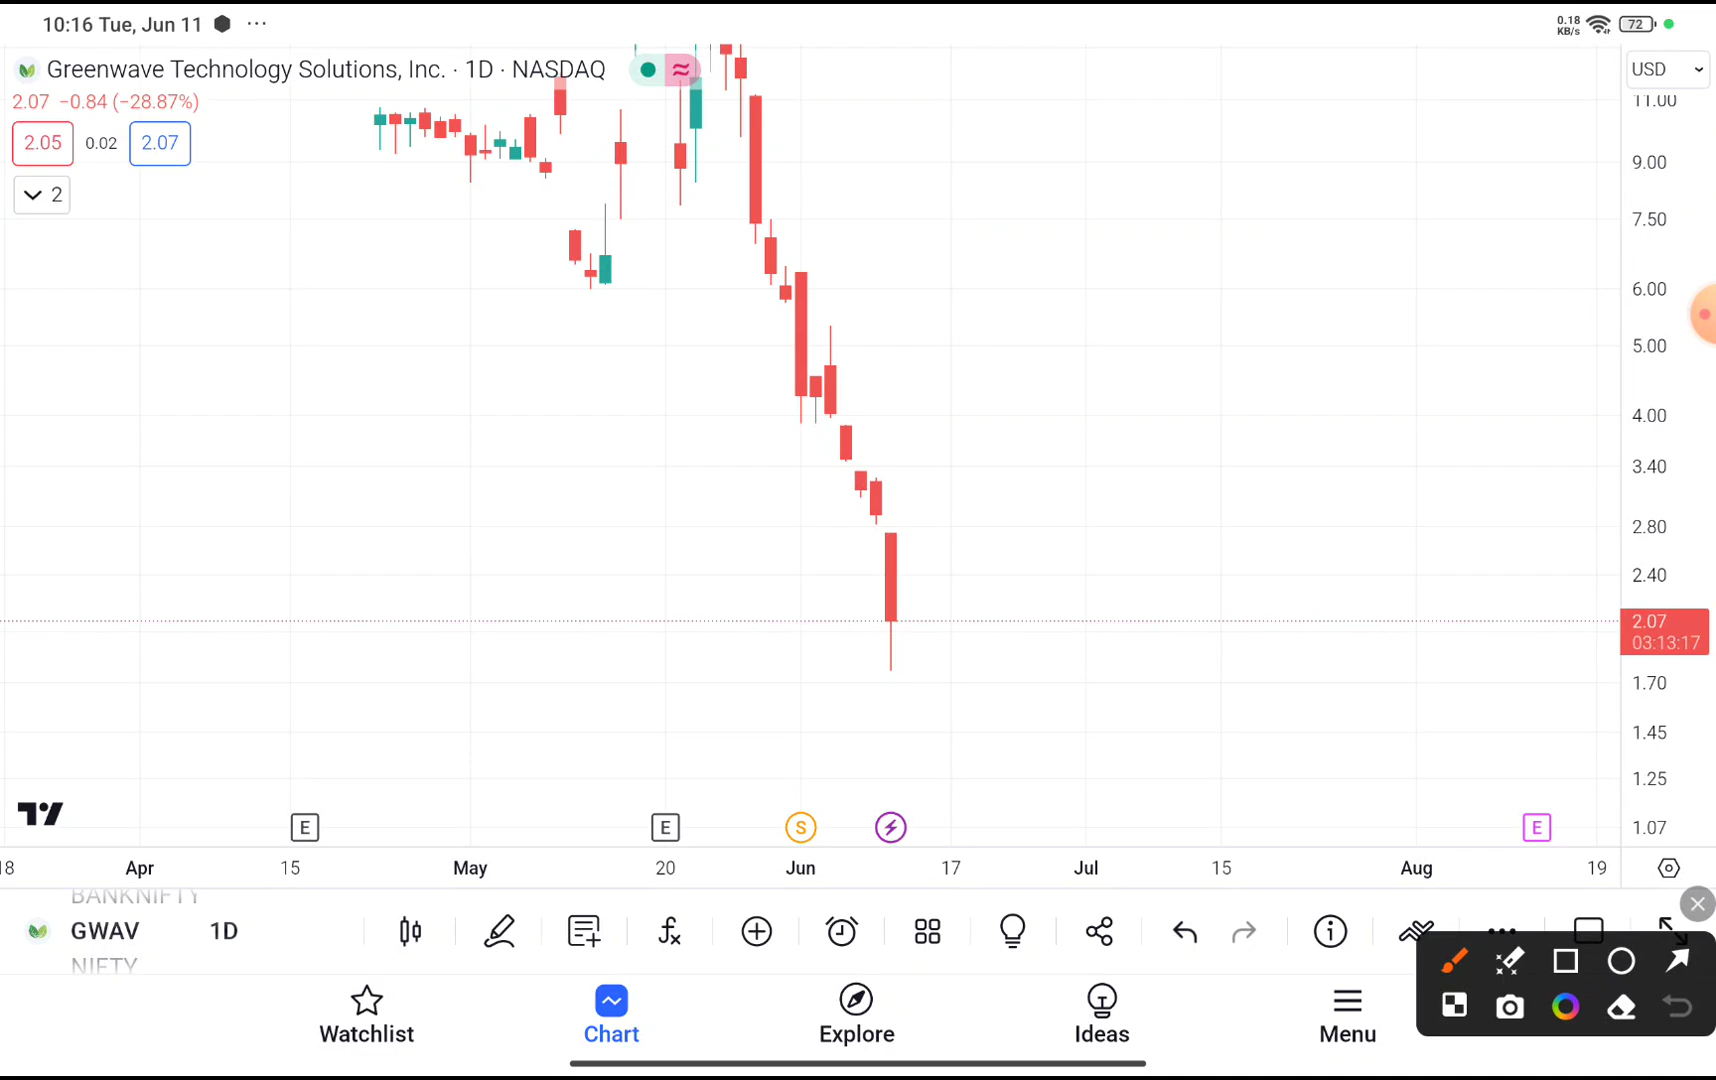 10:16 Tue, Jun 11 ...
0.18
KB/s
72
Greenwave Technology Solutions, Inc. · 1D · NASDAQ
USD
2.07 −0.84 (−28.87%)
2.05 0.02 2.07
2
11.00
9.00
7.50
6.00
5.00
4.00
3.40
2.80
2.40
2.07
03:13:17
1.70
1.45
1.25
1.07
E E S E
18 Apr 15 May 20 Jun 17 Jul 15 Aug 19
BANKNIFTY
GWAV 1D
NIFTY
Watchlist Chart Explore Ideas Menu